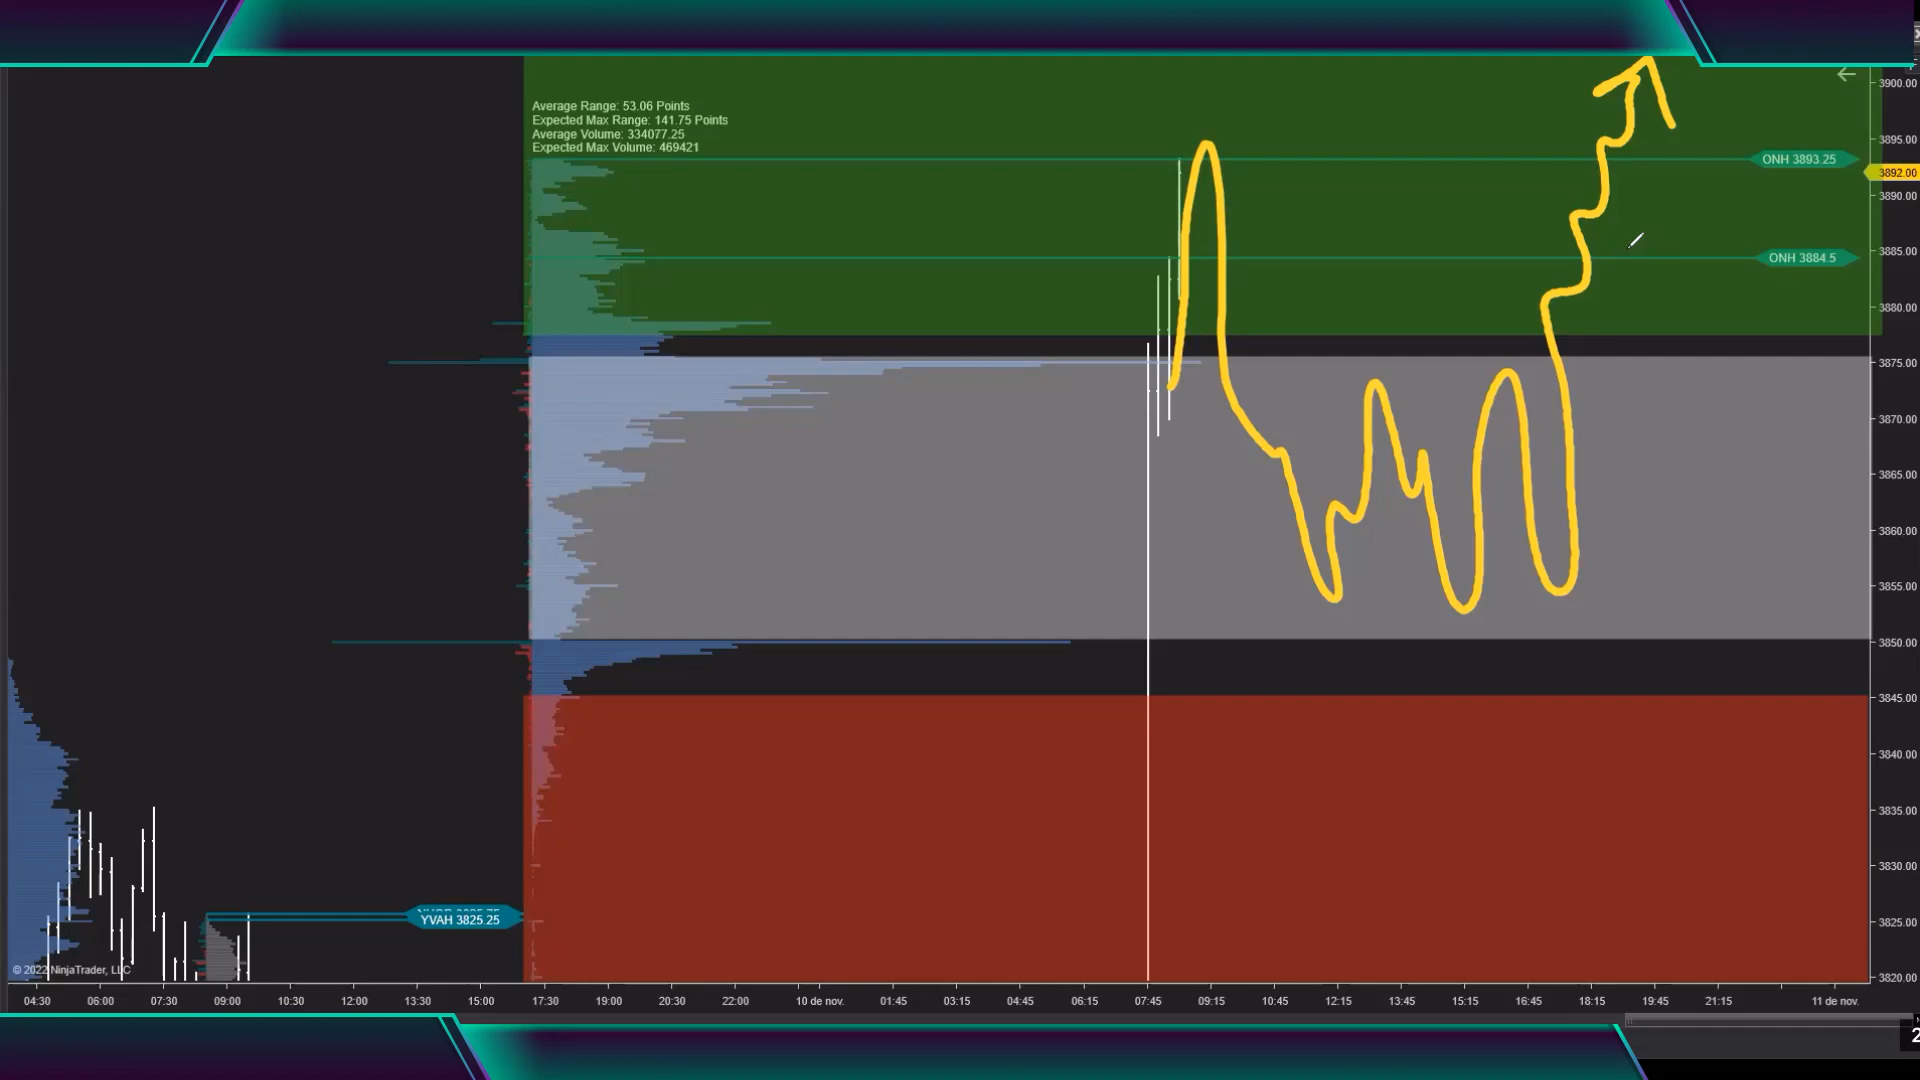 Average Range: 53.06 Points
Expected Max Range: 141.75 Points
Average Volume: 334077.25
Expected Max Volume: 469421
3900.00
3895.00
ONH 3893.25
3892.00
3890.00
3885.00
ONH 3884.5
3880.00
3875.00
3870.00
3865.00
3860.00
3855.00
3850.00
3845.00
3840.00
3835.00
3830.00
3825.00
YVAH 3825.25
© 2022 NinjaTrader, LLC
3820.00
04:30 06:00 07:30 09:00 10:30 12:00 13:30 15:00 17:30 19:00 20:30 22:00 10 de nov. 01:45 03:15 04:45 06:15 07:45 09:15 10:45 12:15 13:45 15:15 16:45 18:15 19:45 21:15 11 de nov.
2